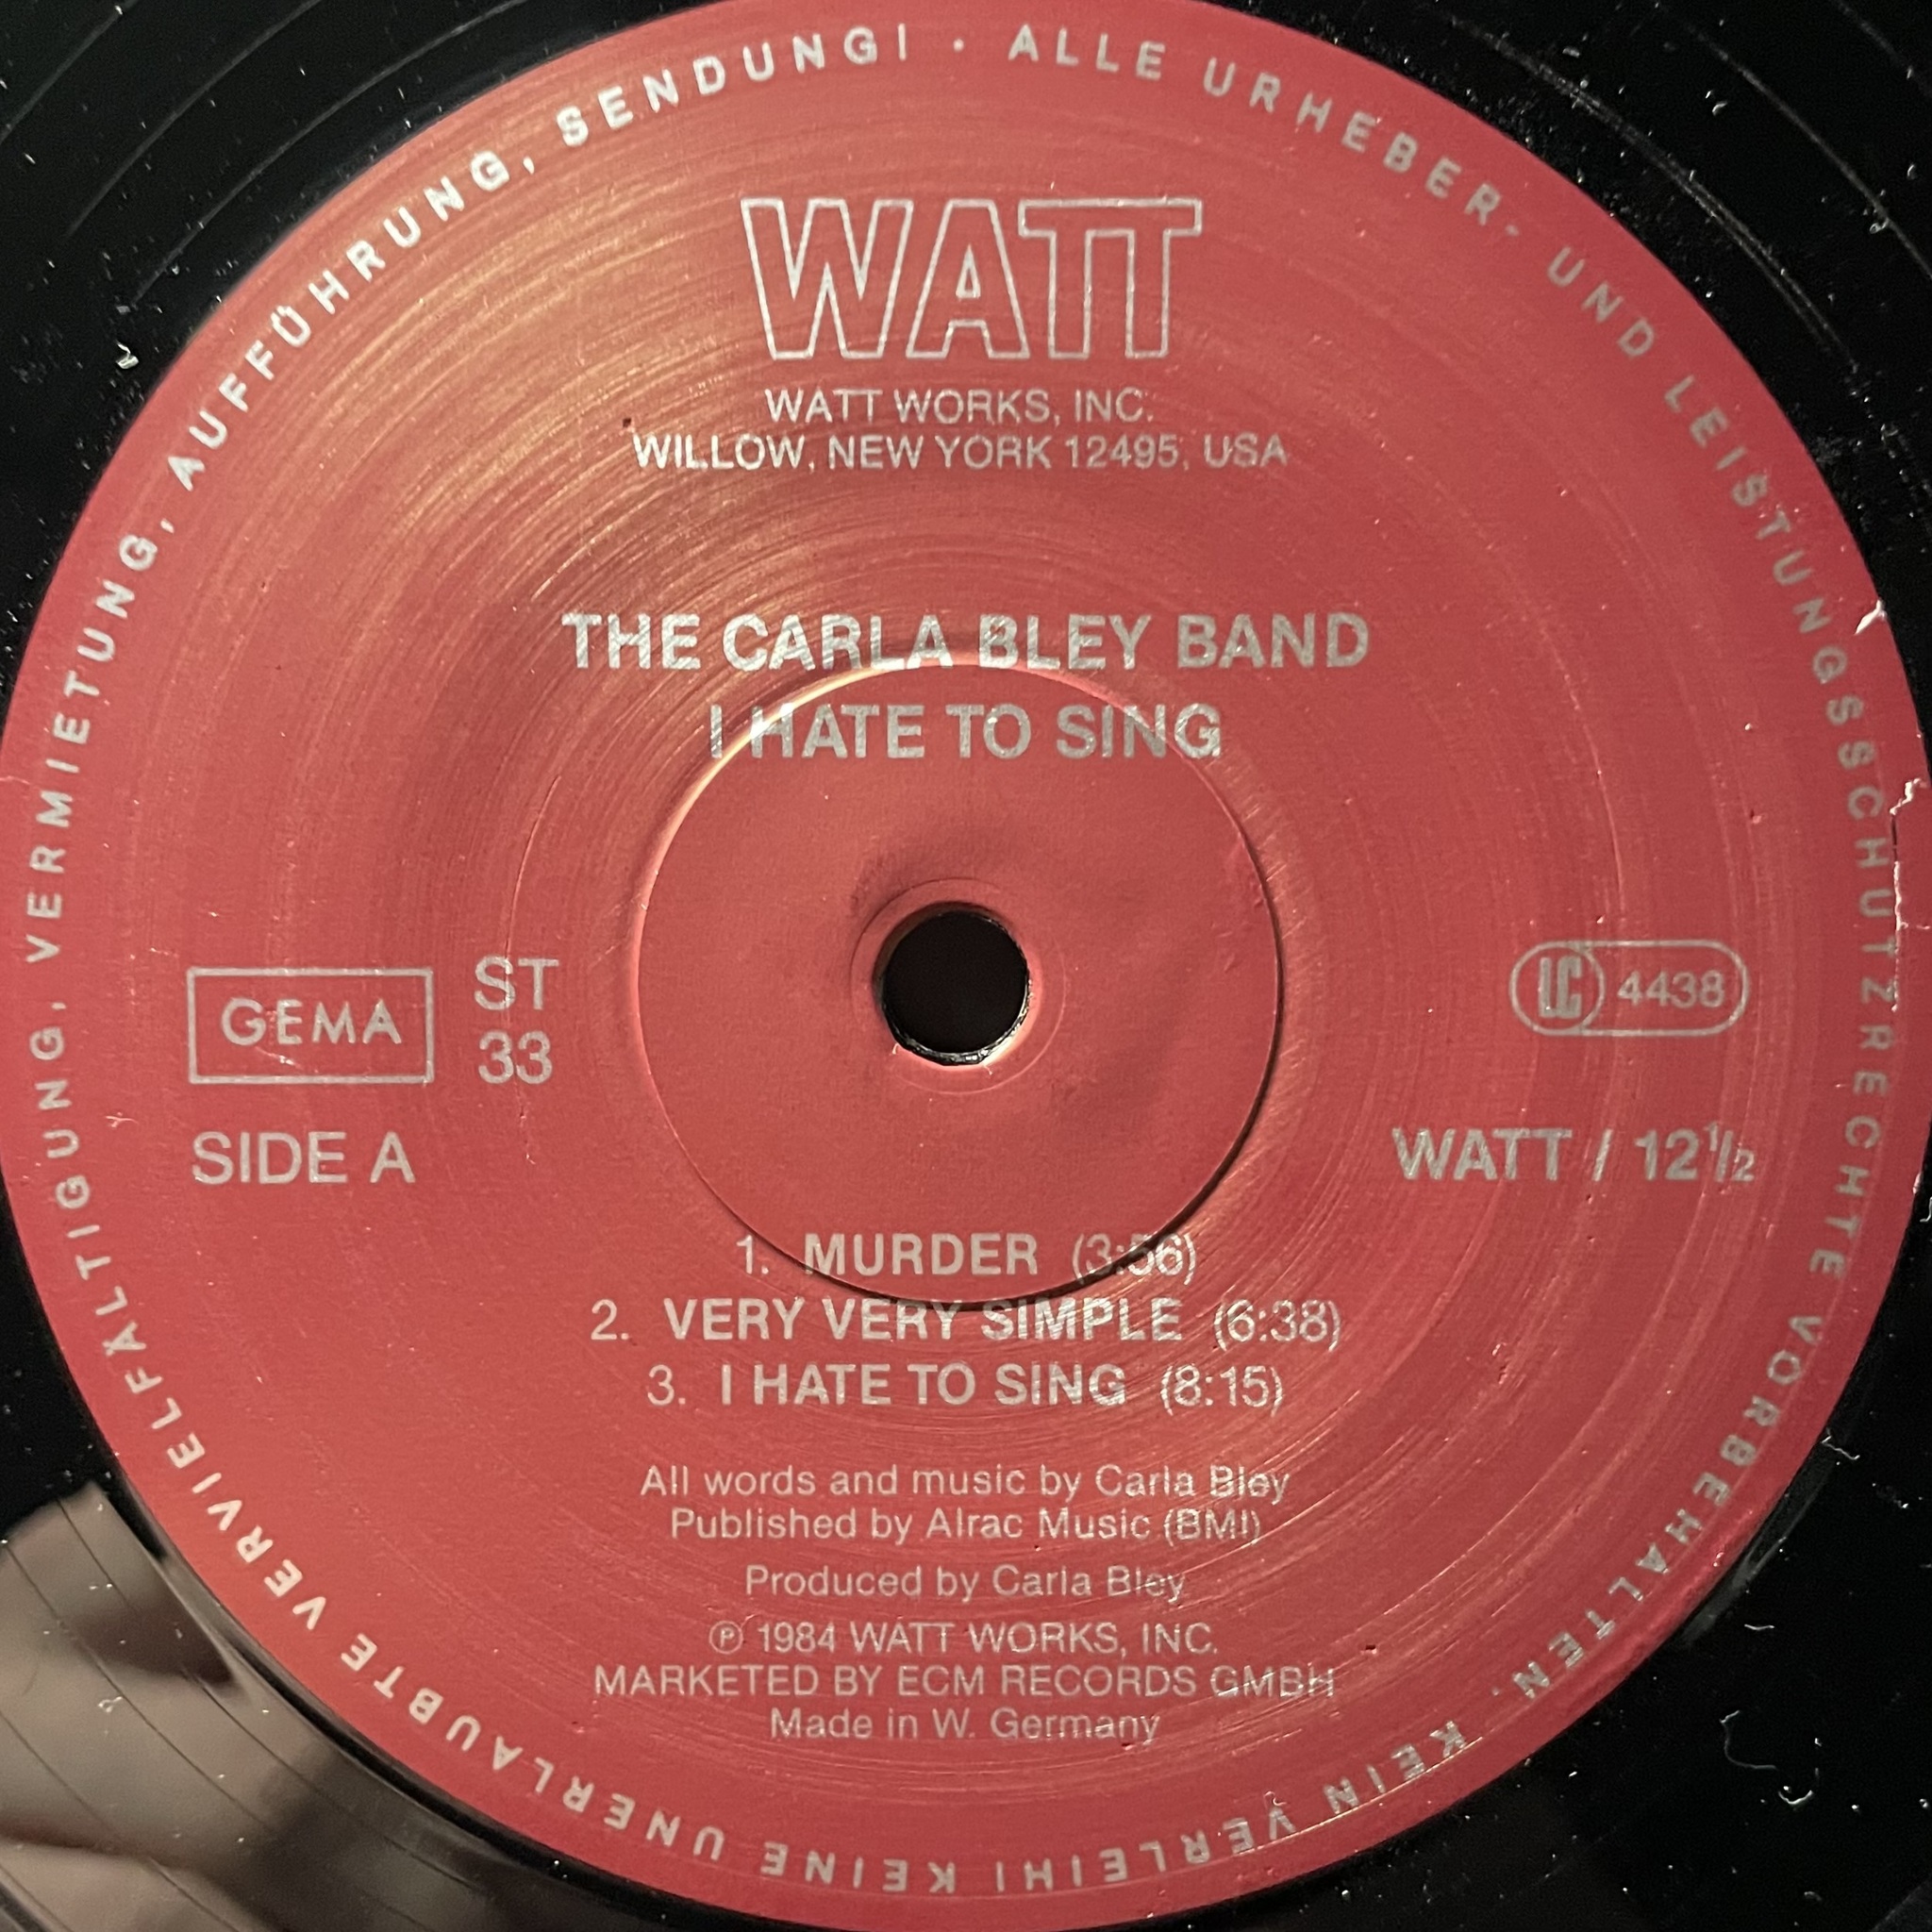 ALLE URHEBER- UND LEISTUNGSSCHUTZRECHTE VORBEHALTEN. KEIN VERLEIH! KEINE UNERLAUBTE VERVIELFÄLTIGUNG, VERMIETUNG, AUFFÜHRUNG, SENDUNG! ·
WATT
WATT WORKS, INC.
WILLOW, NEW YORK 12495, USA
THE CARLA BLEY BAND
I HATE TO SING
GEMA
ST
33
LC 4438
SIDE A
WATT / 12½
1. MURDER (3:56)
2. VERY VERY SIMPLE (6:38)
3. I HATE TO SING (8:15)
All words and music by Carla Bley
Published by Alrac Music (BMI)
Produced by Carla Bley
℗ 1984 WATT WORKS, INC.
MARKETED BY ECM RECORDS GMBH
Made in W. Germany